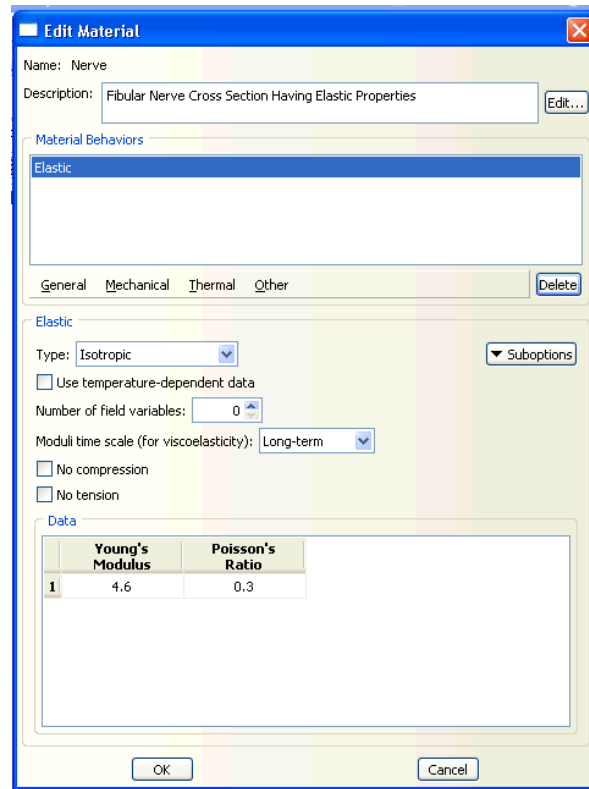 Edit Material
Name: Nerve
Description: Fibular Nerve Cross Section Having Elastic Properties
Edit...
Material Behaviors
Elastic
General Mechanical Thermal Other Delete
Elastic
Type: Isotropic Suboptions
Use temperature-dependent data
Number of field variables: 0
Moduli time scale (for viscoelasticity): Long-term
No compression
No tension
Data
Young's Poisson's
Modulus Ratio
1 4.6 0.3
OK Cancel